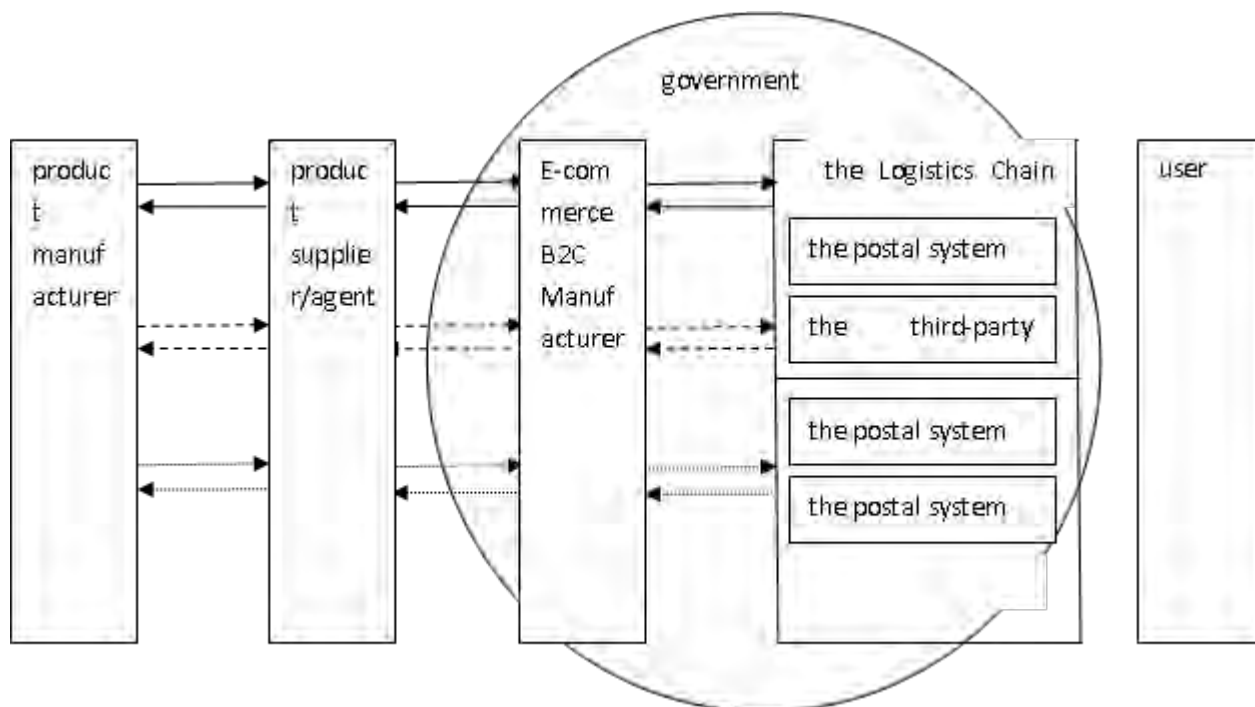 government
produc
t
manuf
acturer
produc
t
supplie
r/agent
E-com
merce
B2C
Manuf
acturer
the Logistics Chain
the postal system
the third-party
the postal system
the postal system
user